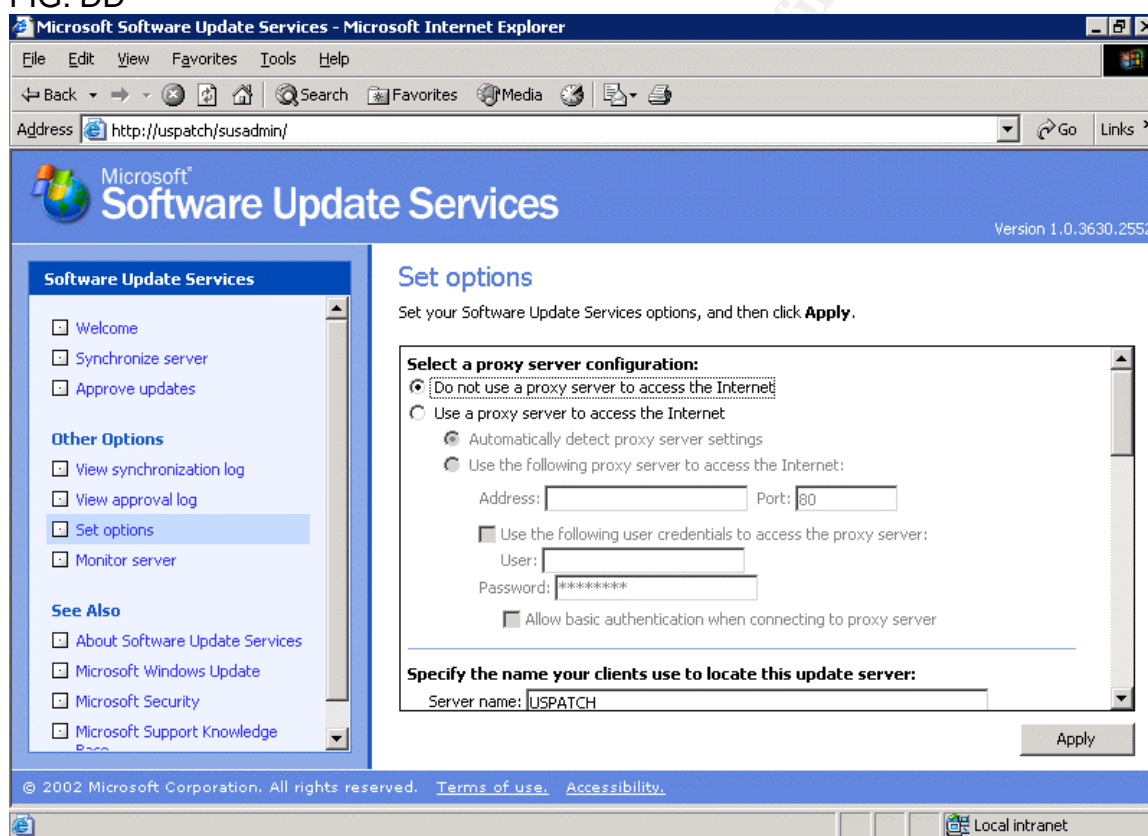 FIG. DD
Microsoft Software Update Services - Microsoft Internet Explorer
File Edit View Favorites Tools Help
Back Search Favorites Media
Address http://uspatch/susadmin/ Go Links
Microsoft
Software Update Services
Version 1.0.3630.2552
Software Update Services
Welcome
Synchronize server
Approve updates
Other Options
View synchronization log
View approval log
Set options
Monitor server
See Also
About Software Update Services
Microsoft Windows Update
Microsoft Security
Microsoft Support Knowledge
Set options
Set your Software Update Services options, and then click Apply.
Select a proxy server configuration:
Do not use a proxy server to access the Internet
Use a proxy server to access the Internet
Automatically detect proxy server settings
Use the following proxy server to access the Internet:
Address: Port: 80
Use the following user credentials to access the proxy server:
User:
Password: ********
Allow basic authentication when connecting to proxy server
Specify the name your clients use to locate this update server:
Server name: USPATCH
Apply
© 2002 Microsoft Corporation. All rights reserved. Terms of use. Accessibility.
Local intranet